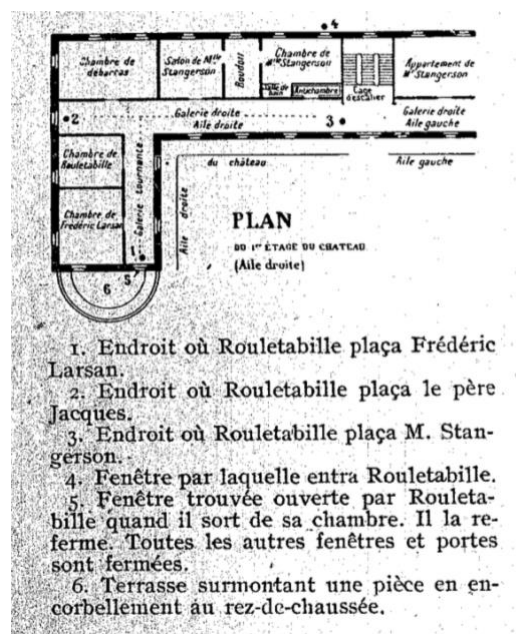 4
Chambre de
débarras
Salon de Mlle
Stangerson
Boudoir
Chambre de
Mlle Stangerson
Salle de
bain
Antichambre
Cage
d'escalier
Appartement de
Mr Stangerson
2
Galerie droite
Aile droite
3
Galerie droite
Aile gauche
Chambre de
Rouletabille
Galerie tournante
du château
Aile gauche
Chambre de
Frédéric Larsan
Aile droite
1
5
6
PLAN
DU 1er ÉTAGE DU CHATEAU
(Aile droite)
1. Endroit où Rouletabille plaça Frédéric
Larsan.
2. Endroit où Rouletabille plaça le père
Jacques.
3. Endroit où Rouletabille plaça M. Stan-
gerson.
4. Fenêtre par laquelle entra Rouletabille.
5. Fenêtre trouvée ouverte par Rouleta-
bille quand il sort de sa chambre. Il la re-
ferme. Toutes les autres fenêtres et portes
sont fermées.
6. Terrasse surmontant une pièce en en-
corbellement au rez-de-chaussée.